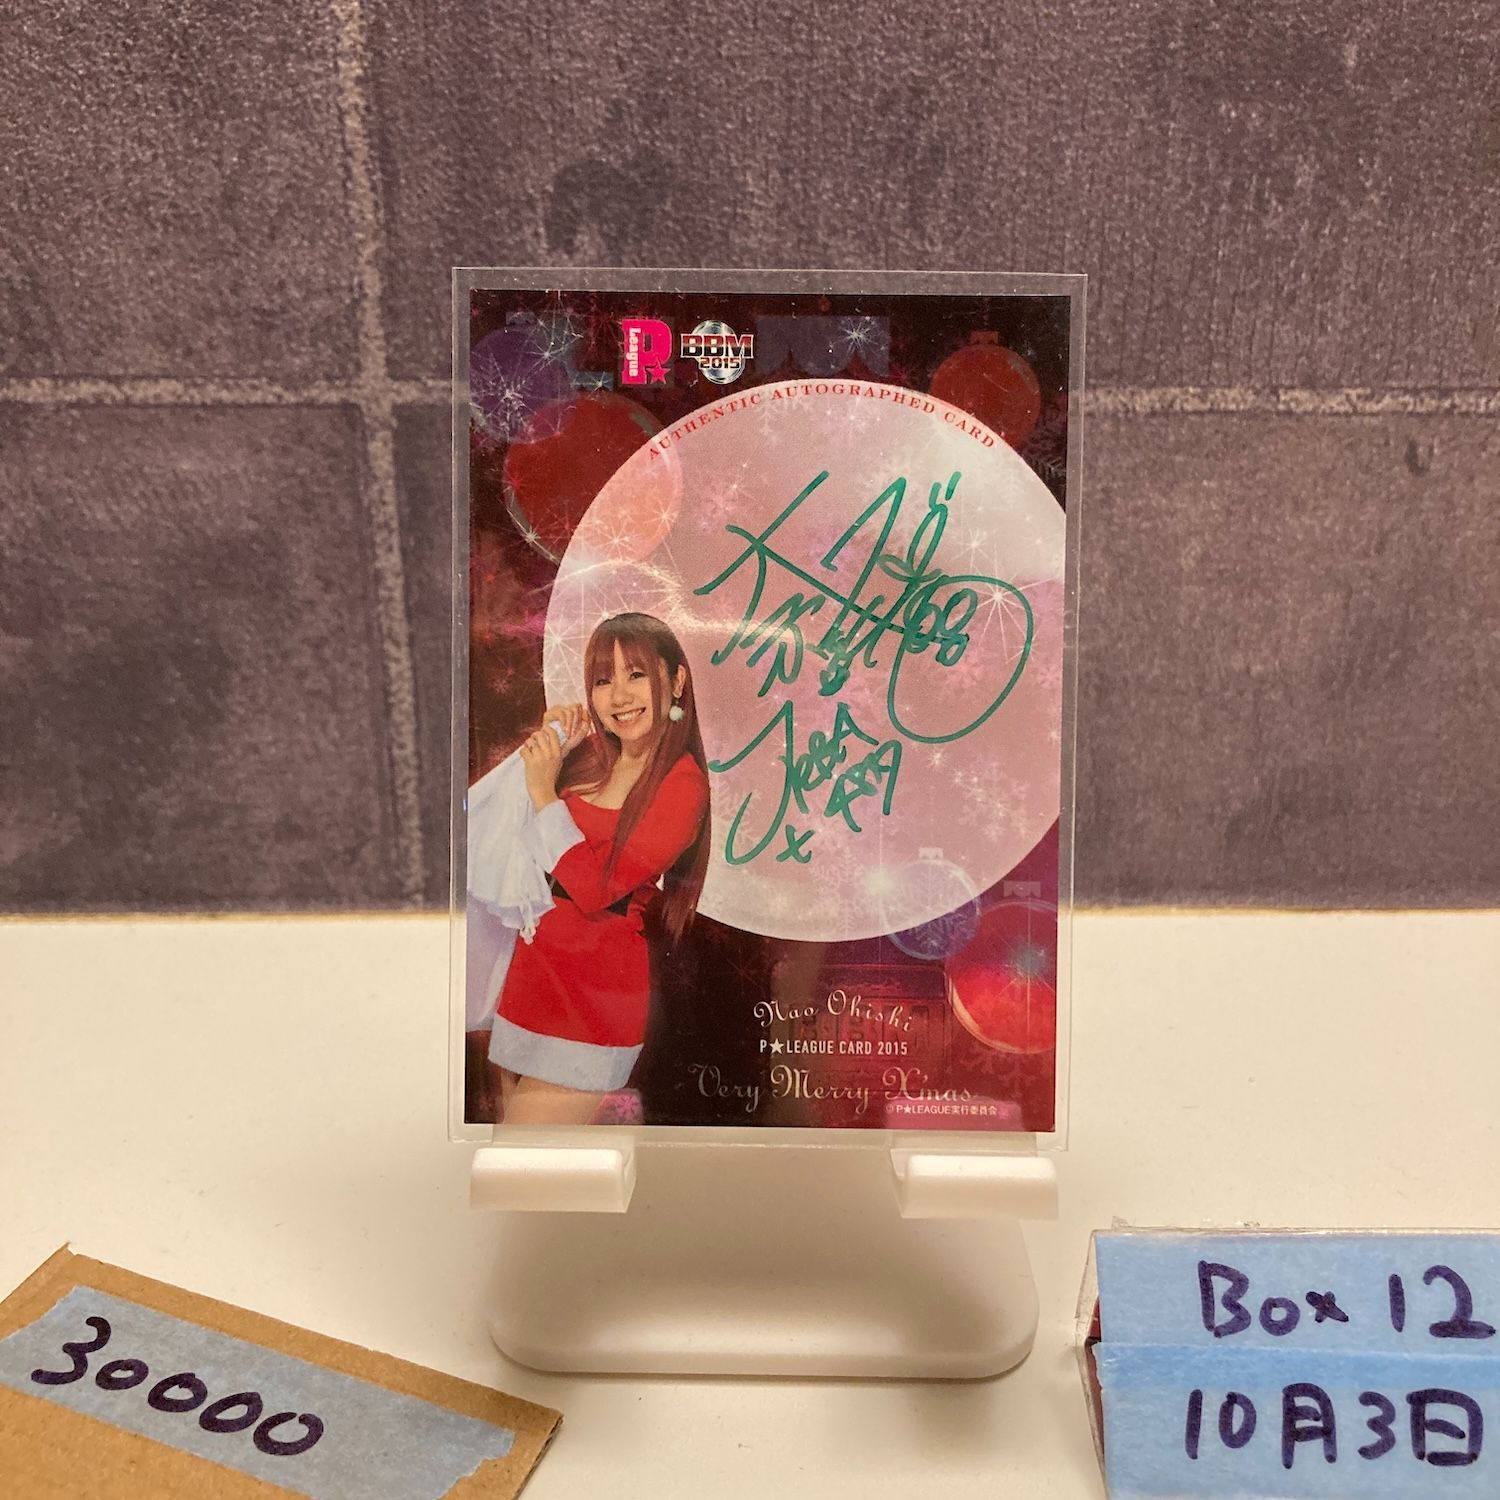 P League
BBM
2015
AUTHENTIC AUTOGRAPHED CARD
Nao Ohishi
P★LEAGUE CARD 2015
Very Merry X'mas
© P★LEAGUE実行委員会
30000
Box 12
10月3日